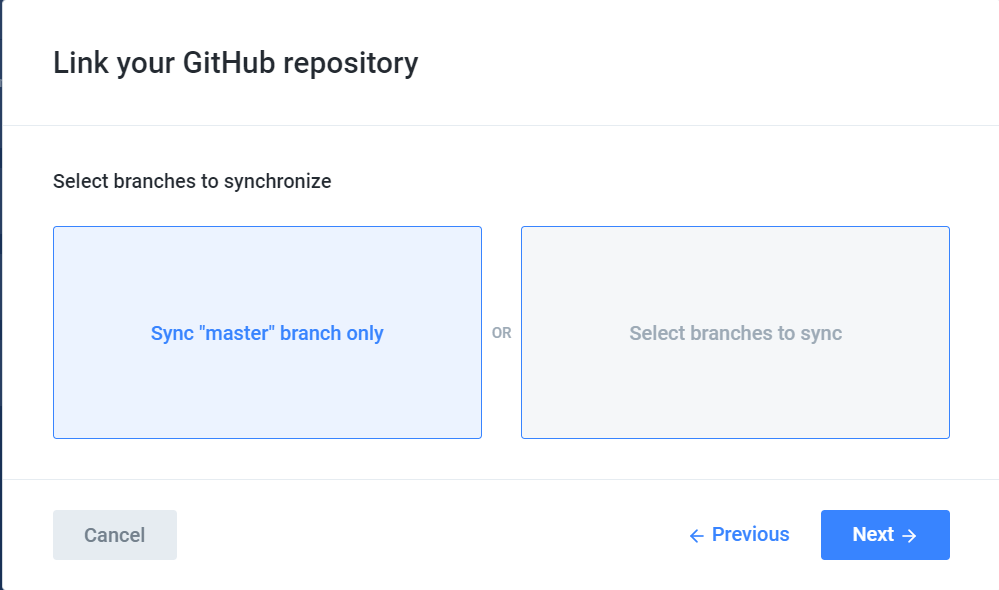 Link your GitHub repository
Select branches to synchronize
Sync "master" branch only
OR
Select branches to sync
Cancel
← Previous
Next →